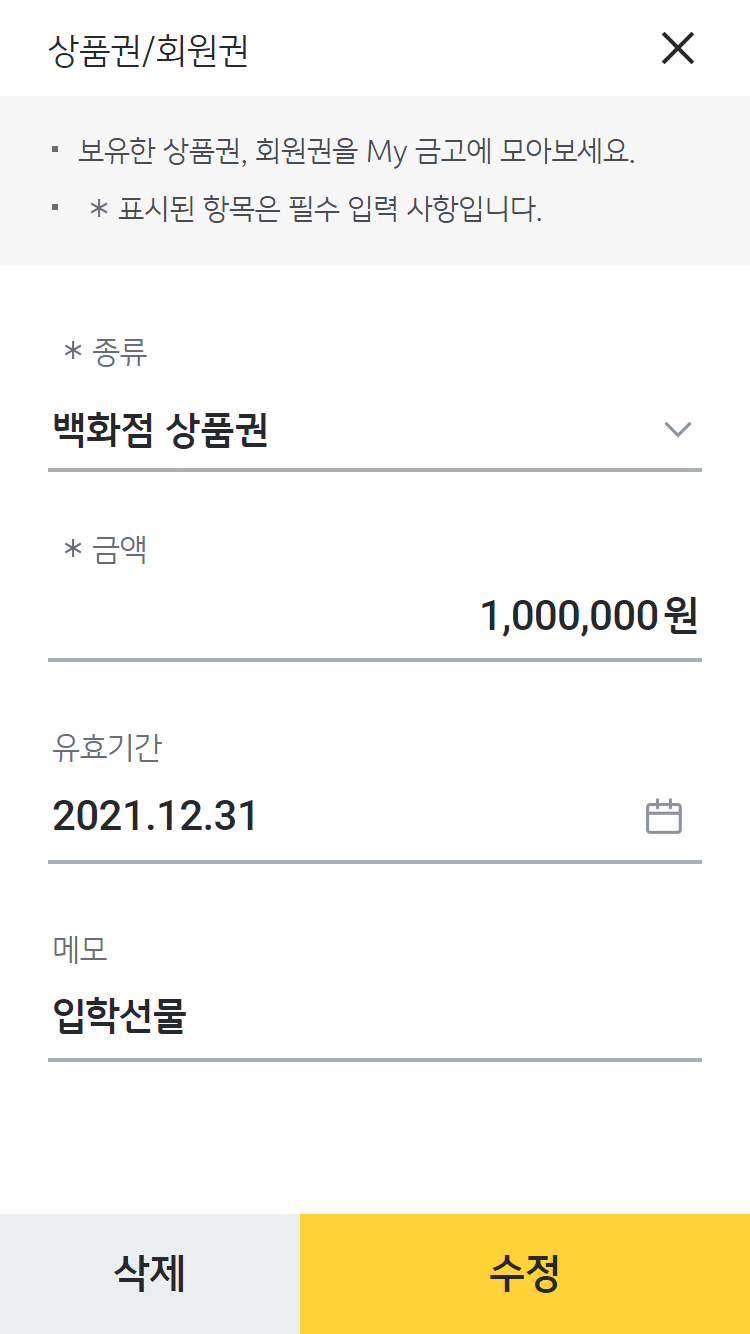 상품권/회원권
▪ 보유한 상품권, 회원권을 My 금고에 모아보세요.
▪ * 표시된 항목은 필수 입력 사항입니다.
* 종류
백화점 상품권
* 금액
1,000,000원
유효기간
2021.12.31
메모
입학선물
삭제 수정